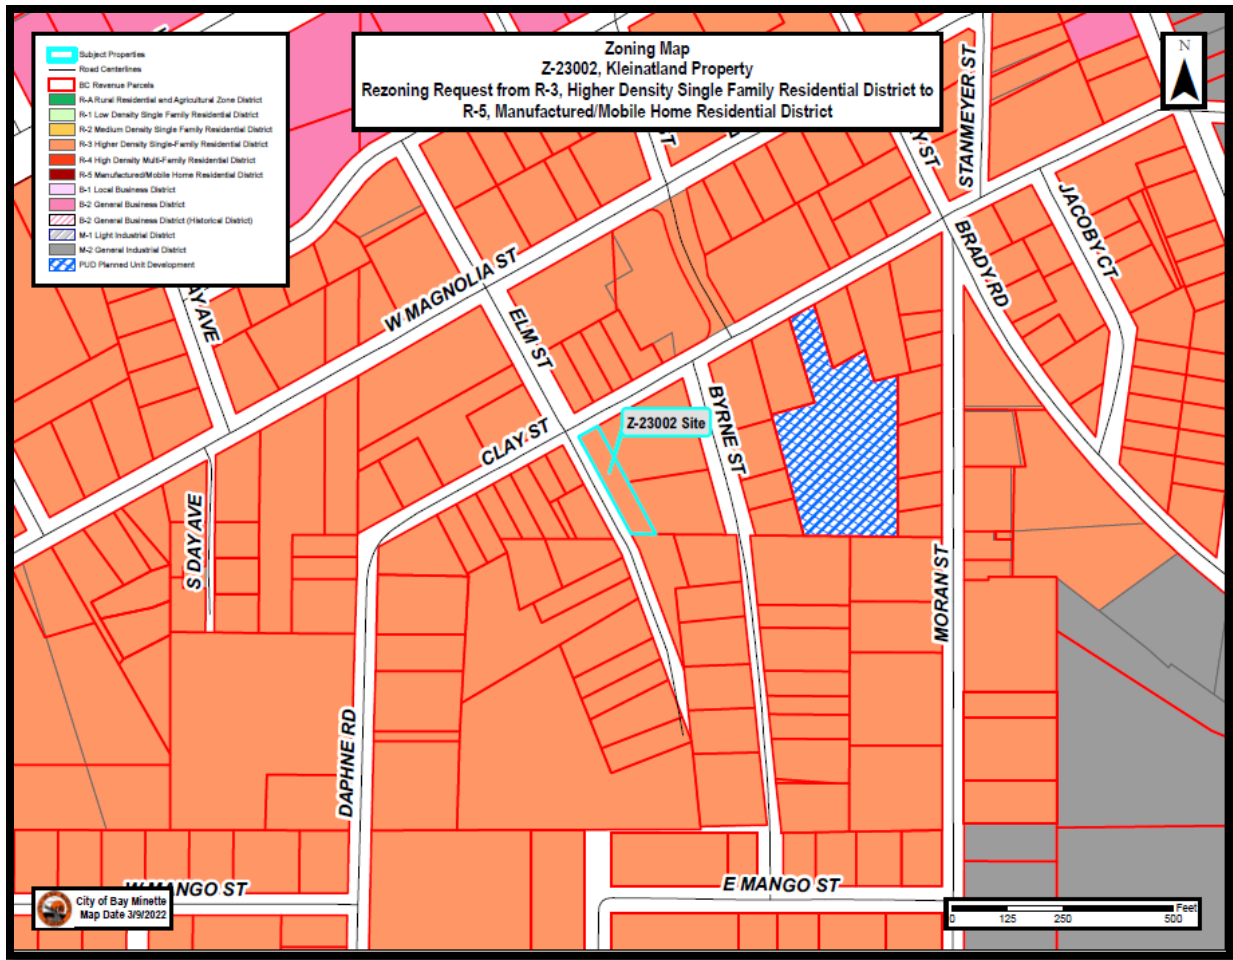 Zoning Map
Z-23002, Kleinatland Property
Rezoning Request from R-3, Higher Density Single Family Residential District to
R-5, Manufactured/Mobile Home Residential District
N
Subject Properties
Road Centerlines
BC Revenue Parcels
R-A Rural Residential and Agricultural Zone District
R-1 Low Density Single Family Residential District
R-2 Medium Density Single Family Residential District
R-3 Higher Density Single-Family Residential District
R-4 High Density Multi-Family Residential District
R-5 Manufactured/Mobile Home Residential District
B-1 Local Business District
B-2 General Business District
B-2 General Business District (Historical District)
M-1 Light Industrial District
M-2 General Industrial District
PUD Planned Unit Development
STANMEYER ST
JACOBY CT
BRADY RD
Y ST
ST
W MAGNOLIA ST
AY AVE
ELM ST
CLAY ST
BYRNE ST
Z-23002 Site
S DAY AVE
MORAN ST
DAPHNE RD
W MANGO ST
E MANGO ST
City of Bay Minette
Map Date 3/9/2022
Feet
0 125 250 500